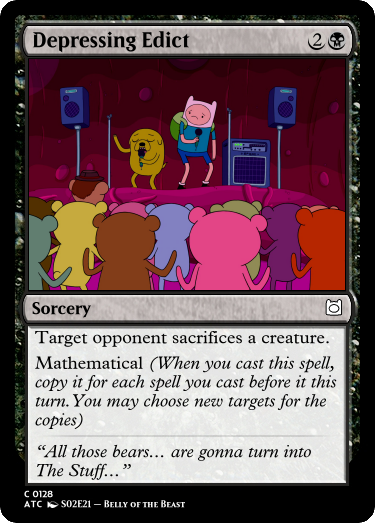 Depressing Edict 2
Sorcery
Target opponent sacrifices a creature.
Mathematical (When you cast this spell,
copy it for each spell you cast before it this
turn.You may choose new targets for the
copies)
“All those bears... are gonna turn into
The Stuff...”
C 0128
ATC S02E21 – Belly of the Beast